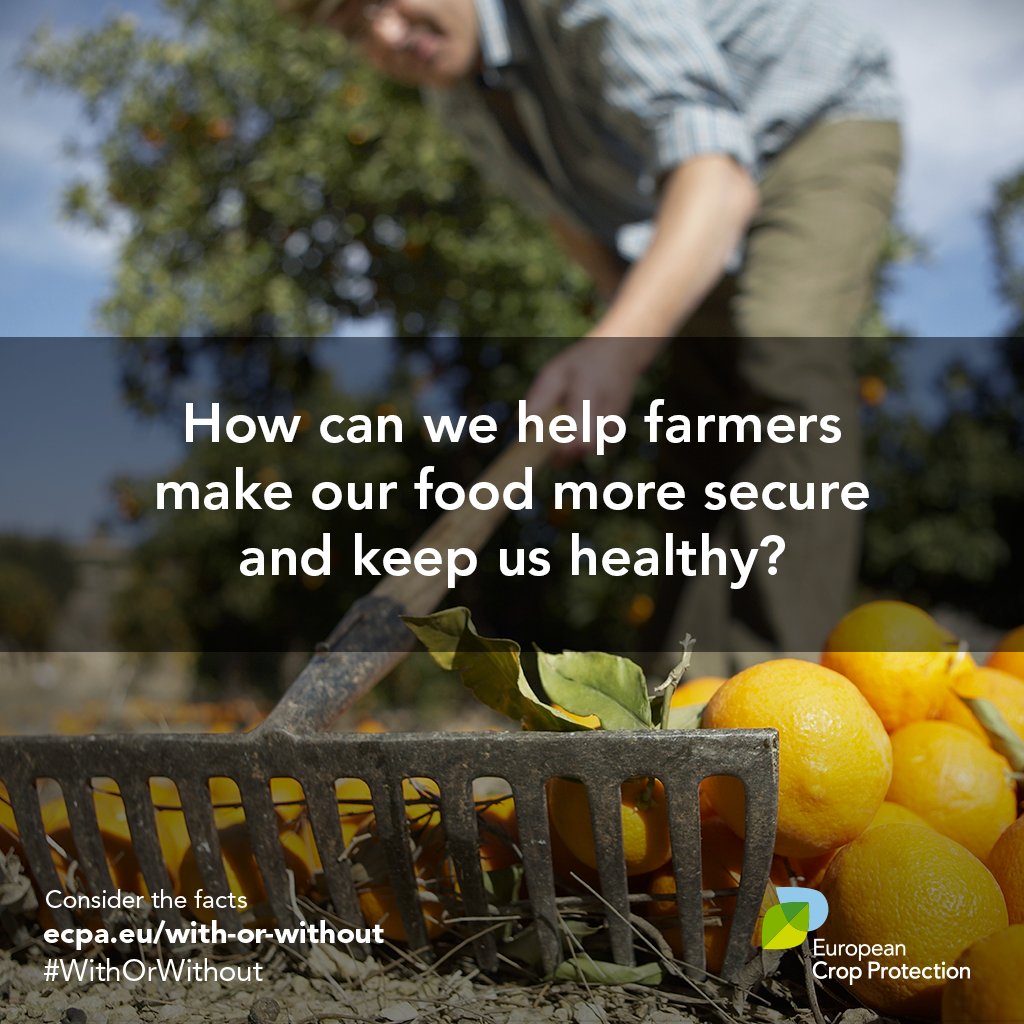 How can we help farmers
make our food more secure
and keep us healthy?
Consider the facts
ecpa.eu/with-or-without
#WithOrWithout
European
Crop Protection